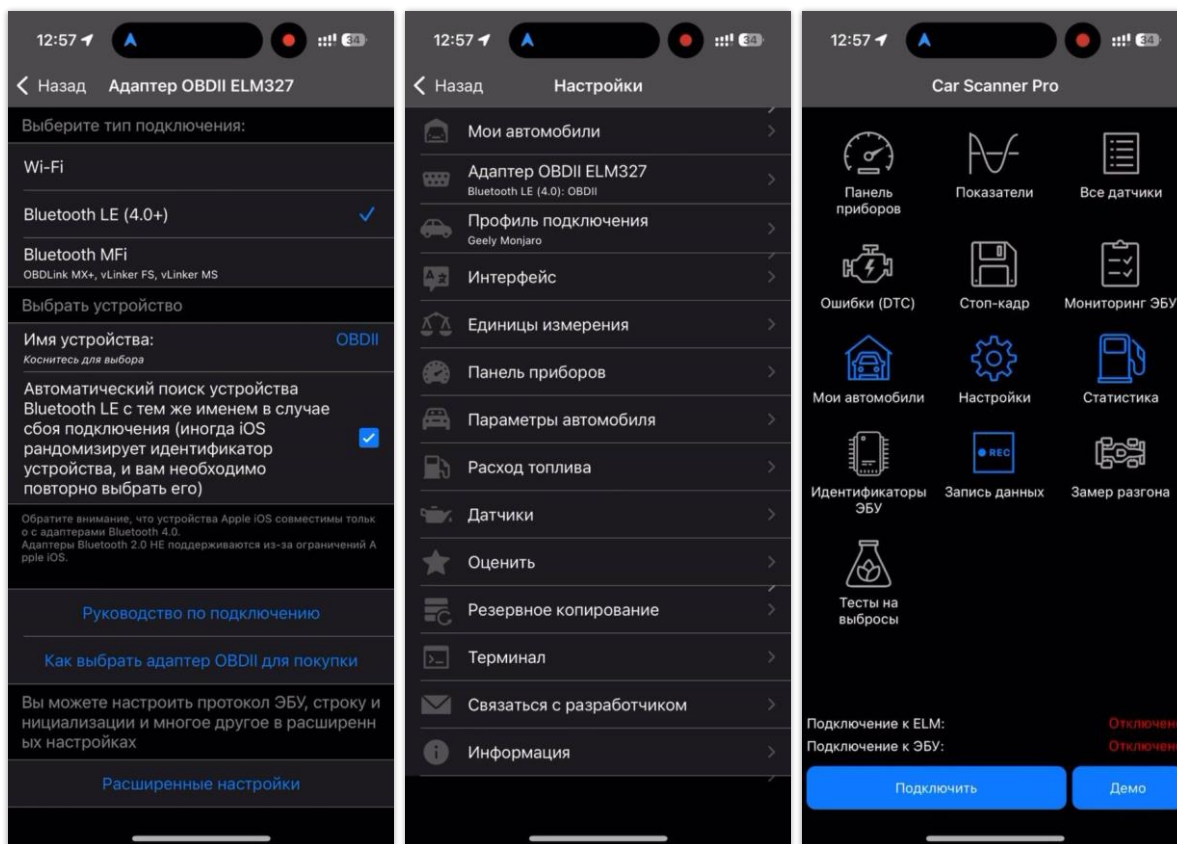 12:57
34
Назад
Адаптер OBDII ELM327
Выберите тип подключения:
Wi-Fi
Bluetooth LE (4.0+)
Bluetooth MFi
OBDLink MX+, vLinker FS, vLinker MS
Выбрать устройство
Имя устройства:
OBDII
Коснитесь для выбора
Автоматический поиск устройства
Bluetooth LE с тем же именем в случае
сбоя подключения (иногда iOS
рандомизирует идентификатор
устройства, и вам необходимо
повторно выбрать его)
Обратите внимание, что устройства Apple iOS совместимы тольк
о с адаптерами Bluetooth 4.0.
Адаптеры Bluetooth 2.0 НЕ поддерживаются из-за ограничений A
pple iOS.
Руководство по подключению
Как выбрать адаптер OBDII для покупки
Вы можете настроить протокол ЭБУ, строку и
нициализации и многое другое в расширенн
ых настройках
Расширенные настройки
12:57
34
Назад
Настройки
Мои автомобили
Адаптер OBDII ELM327
Bluetooth LE (4.0): OBDII
Профиль подключения
Geely Monjaro
Интерфейс
Единицы измерения
Панель приборов
Параметры автомобиля
Расход топлива
Датчики
Оценить
Резервное копирование
Терминал
Связаться с разработчиком
Информация
12:57
34
Car Scanner Pro
Панель
приборов
Показатели
Все датчики
Ошибки (DTC)
Стоп-кадр
Мониторинг ЭБУ
Мои автомобили
Настройки
Статистика
REC
Идентификаторы
ЭБУ
Запись данных
Замер разгона
Тесты на
выбросы
Подключение к ELM:
Отключен
Подключение к ЭБУ:
Отключен
Подключить
Демо